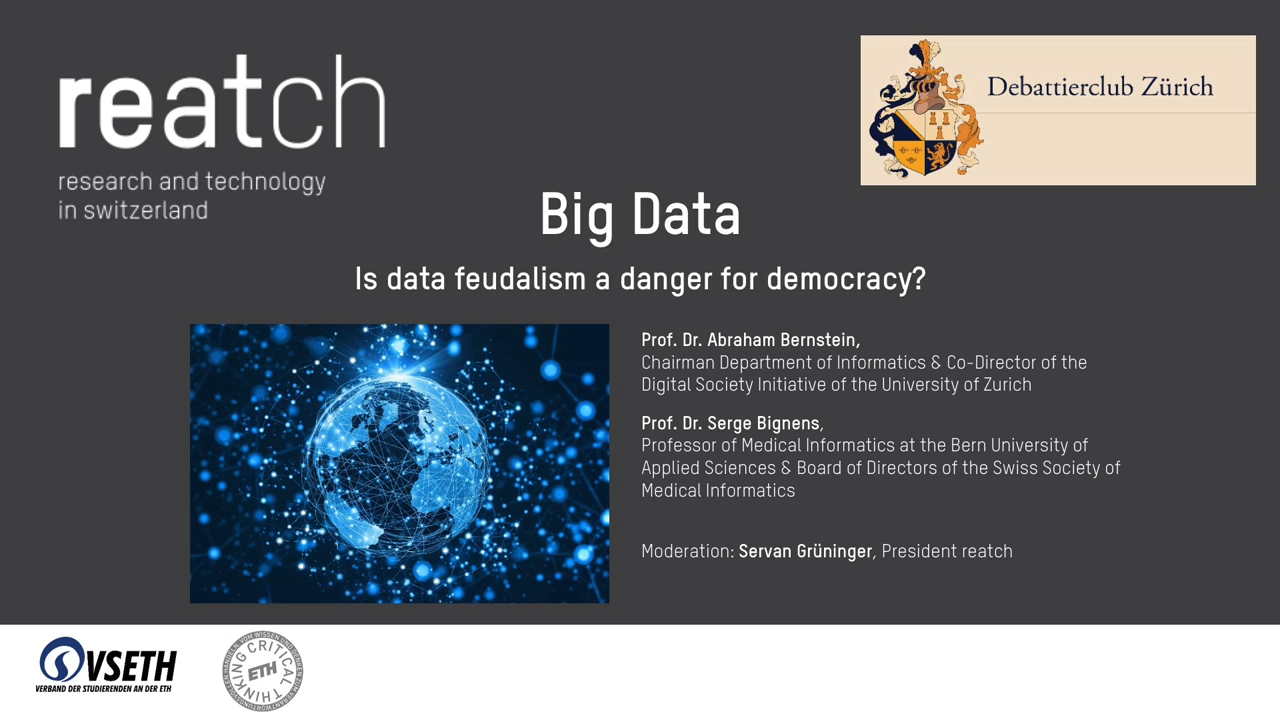 reatch
research and technology
in switzerland
Debattierclub Zürich
Big Data
Is data feudalism a danger for democracy?
Prof. Dr. Abraham Bernstein,
Chairman Department of Informatics & Co-Director of the
Digital Society Initiative of the University of Zurich
Prof. Dr. Serge Bignens,
Professor of Medical Informatics at the Bern University of
Applied Sciences & Board of Directors of the Swiss Society of
Medical Informatics
Moderation: Servan Grüninger, President reatch
VSETH
VERBAND DER STUDIERENDEN AN DER ETH
CRITICAL THINKING
ETH